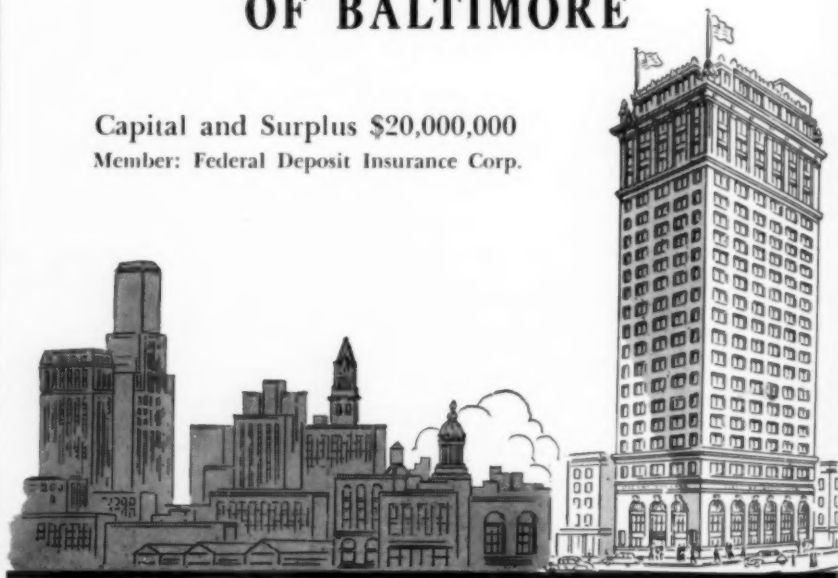 OF BALTIMORE
Capital and Surplus $20,000,000
Member: Federal Deposit Insurance Corp.